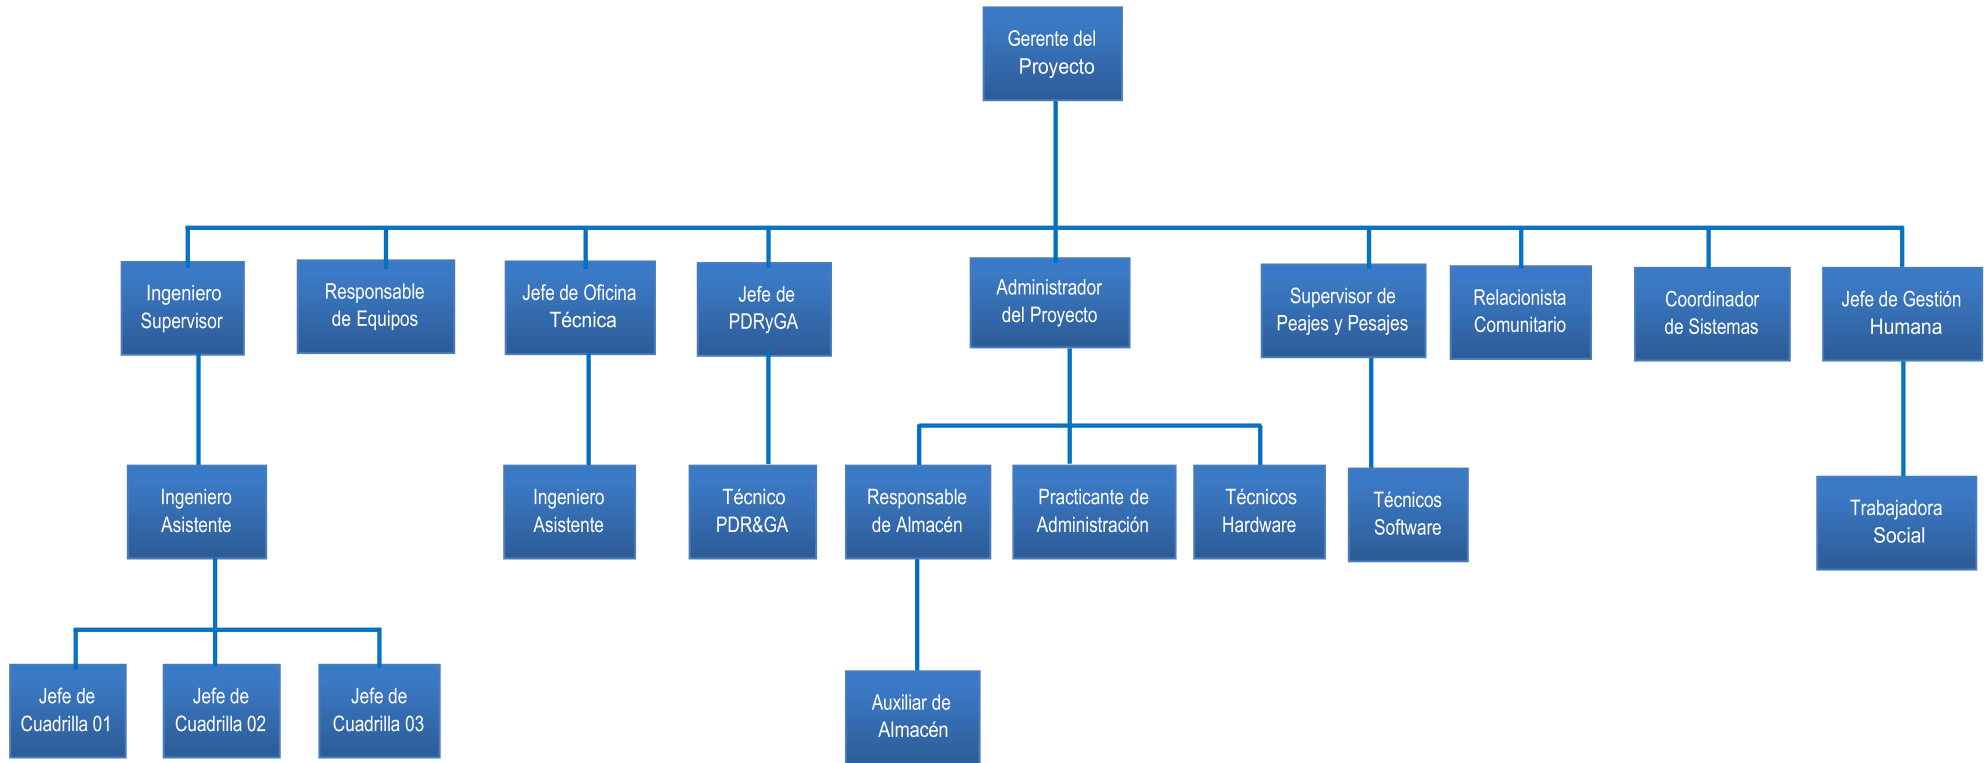 Gerente del
Proyecto
Ingeniero
Supervisor
Responsable
de Equipos
Jefe de Oficina
Técnica
Jefe de
PDRyGA
Administrador
del Proyecto
Supervisor de
Peajes y Pesajes
Relacionista
Comunitario
Coordinador
de Sistemas
Jefe de Gestión
Humana
Ingeniero
Asistente
Ingeniero
Asistente
Técnico
PDR&GA
Responsable
de Almacén
Practicante de
Administración
Técnicos
Hardware
Técnicos
Software
Trabajadora
Social
Jefe de
Cuadrilla 01
Jefe de
Cuadrilla 02
Jefe de
Cuadrilla 03
Auxiliar de
Almacén